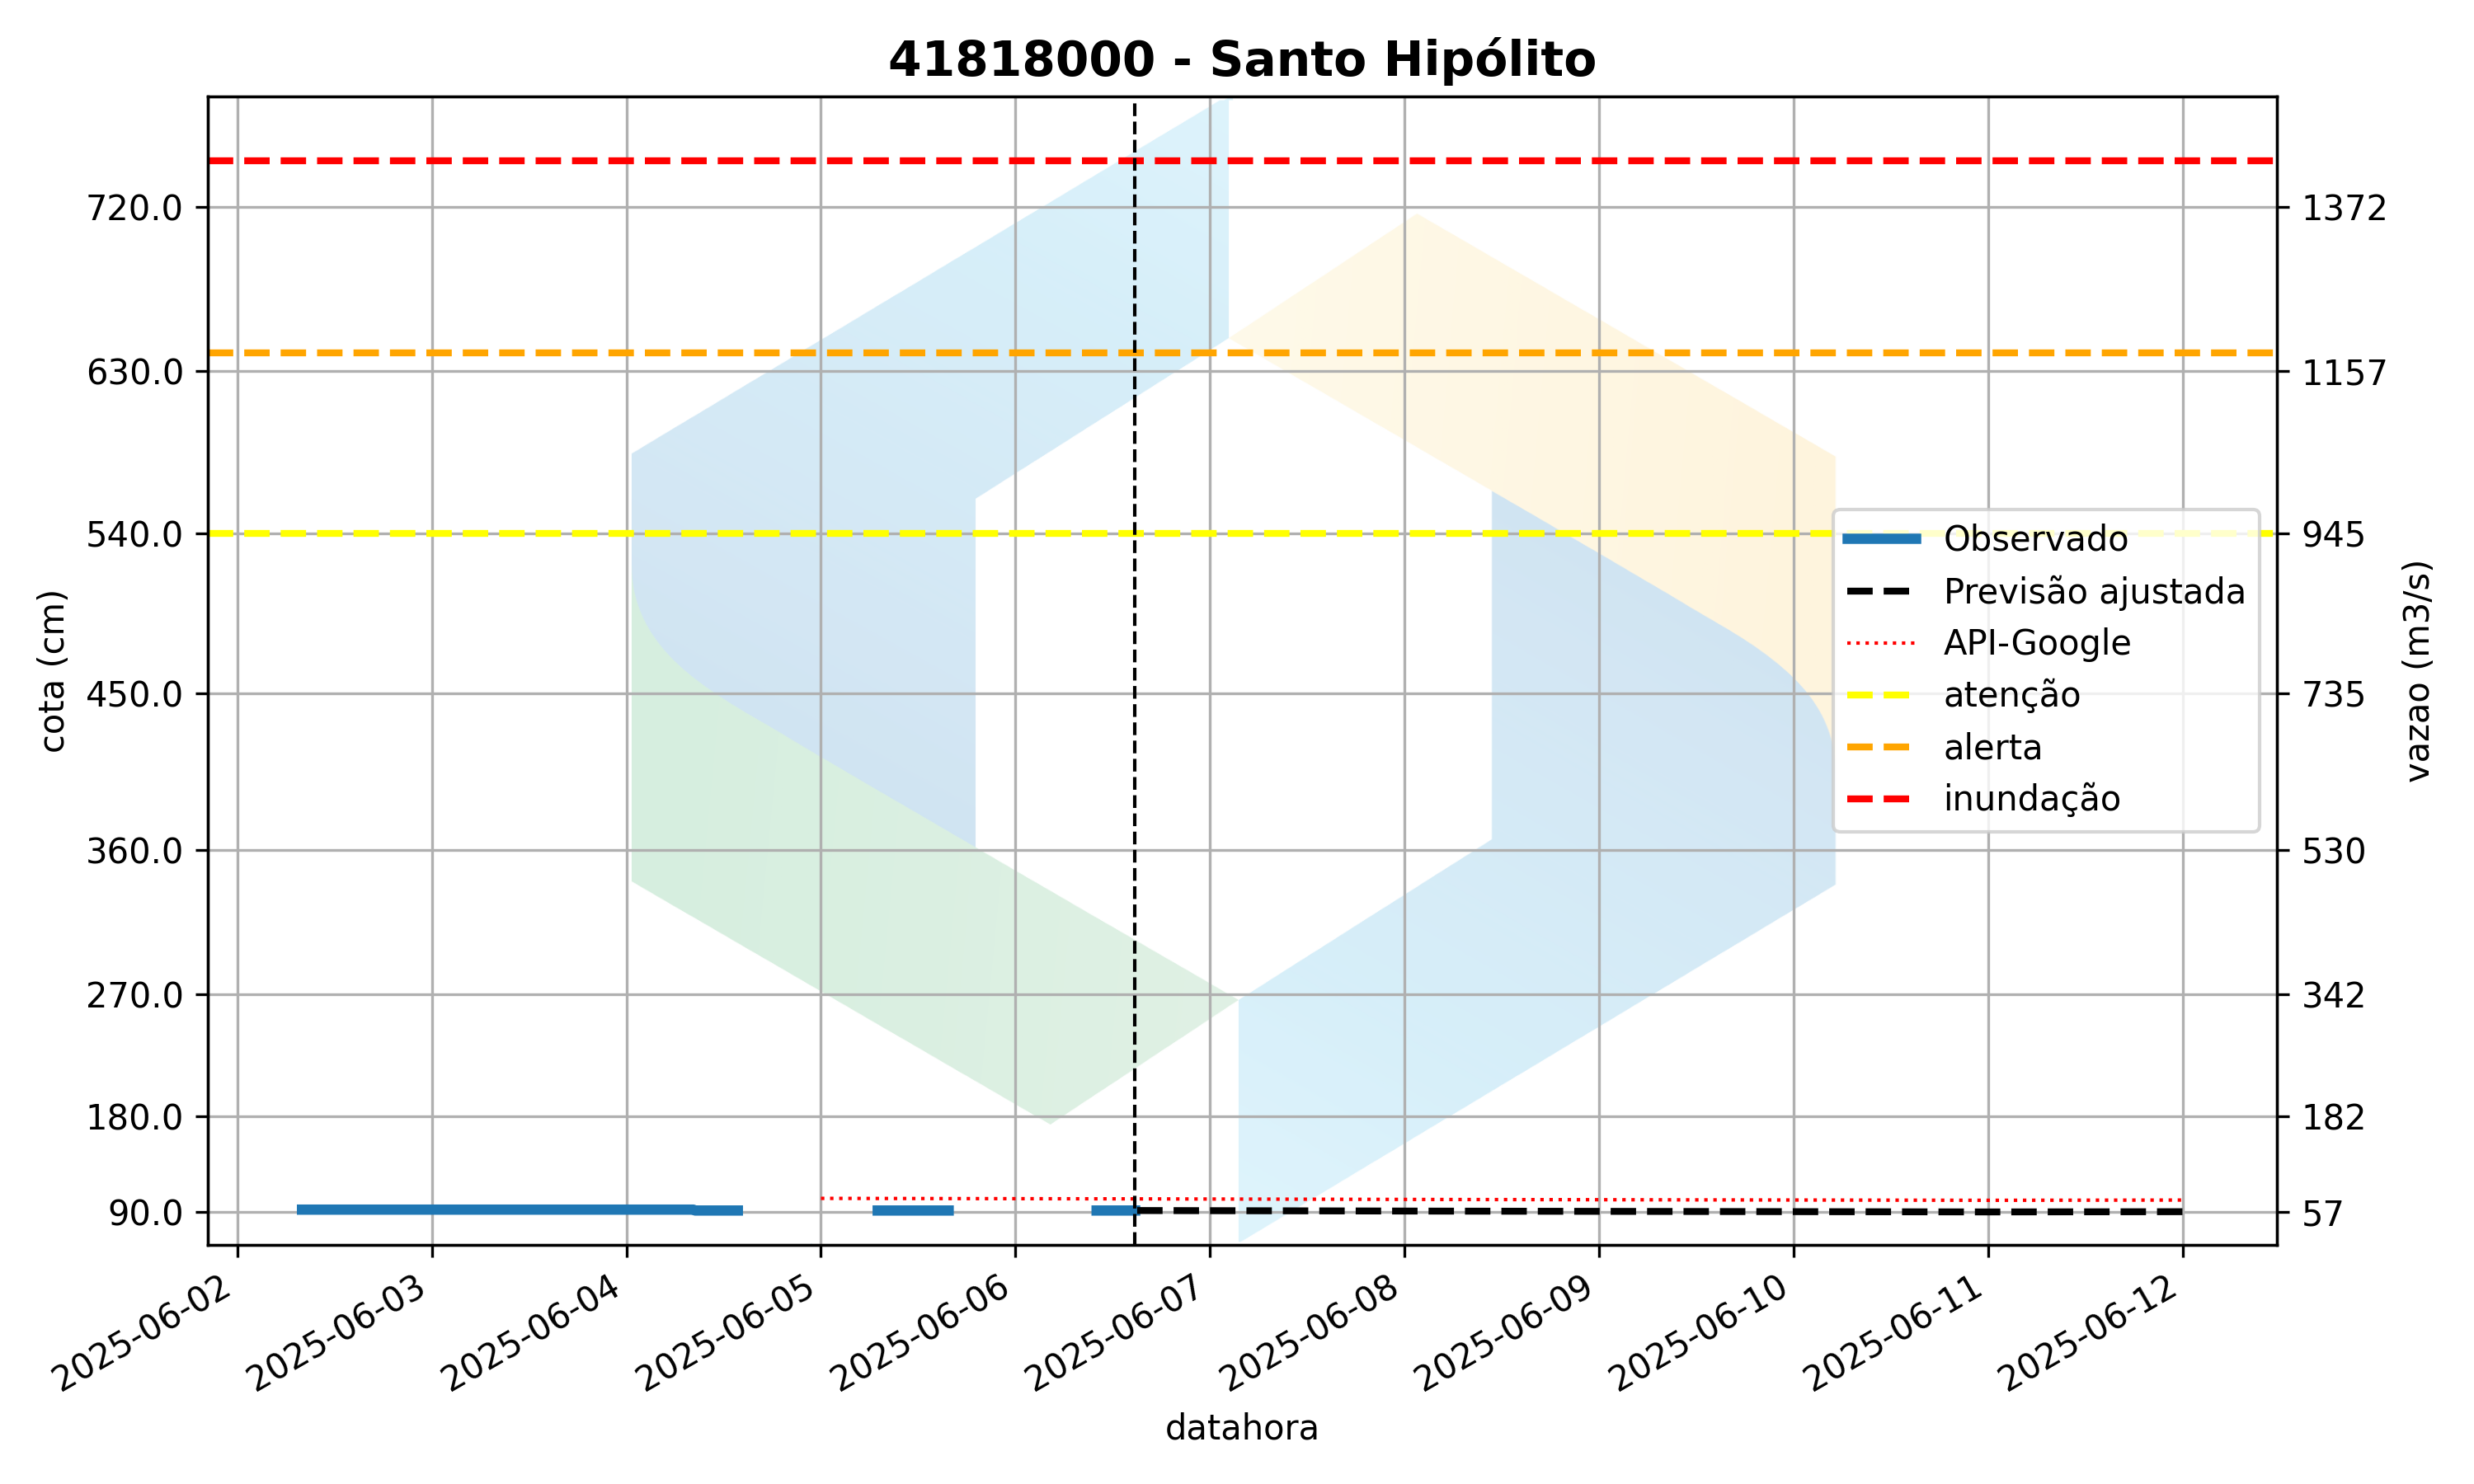 41818000 - Santo Hipólito
720.0
630.0
540.0
450.0
360.0
270.0
180.0
90.0
cota (cm)
1372
1157
945
735
530
342
182
57
vazao (m3/s)
Observado
Previsão ajustada
API-Google
atenção
alerta
inundação
2025-06-02
2025-06-03
2025-06-04
2025-06-05
2025-06-06
2025-06-07
2025-06-08
2025-06-09
2025-06-10
2025-06-11
2025-06-12
datahora